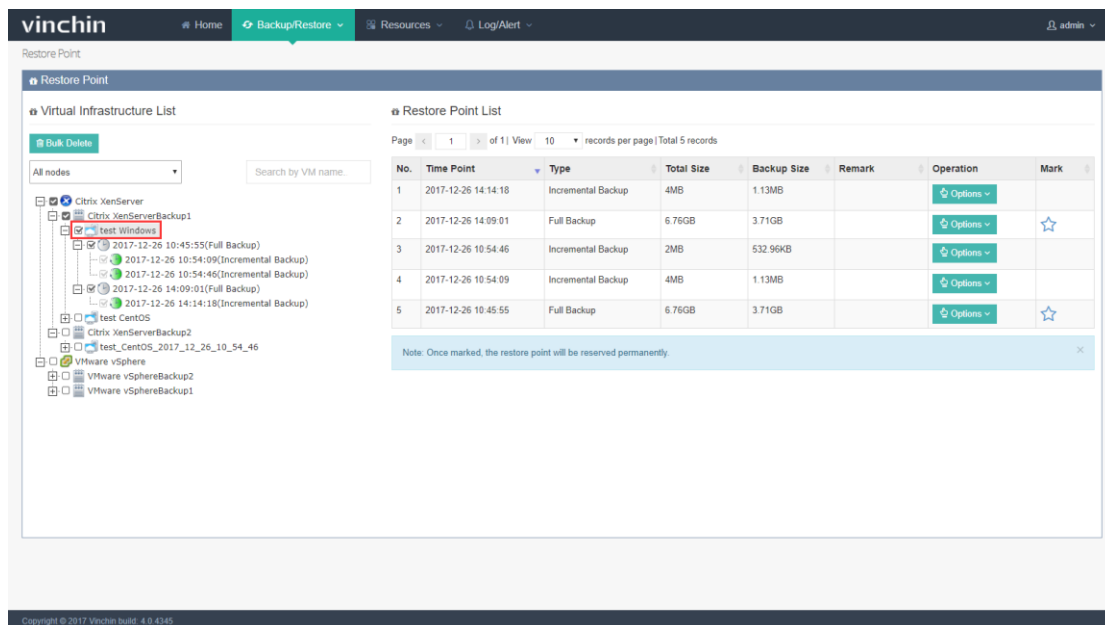 vinchin Home Backup/Restore Resources Log/Alert admin
Restore Point
Restore Point
Virtual Infrastructure List
Bulk Delete
All nodes Search by VM name.
Citrix XenServer
Citrix XenServerBackup1
test Windows
2017-12-26 10:45:55(Full Backup)
2017-12-26 10:54:09(Incremental Backup)
2017-12-26 10:54:46(Incremental Backup)
2017-12-26 14:09:01(Full Backup)
2017-12-26 14:14:18(Incremental Backup)
test CentOS
Citrix XenServerBackup2
test_CentOS_2017_12_26_10_54_46
VMware vSphere
VMware vSphereBackup2
VMware vSphereBackup1
Restore Point List
Page < 1 > of 1| View 10 records per page|Total 5 records
No. Time Point Type Total Size Backup Size Remark Operation Mark
1 2017-12-26 14:14:18 Incremental Backup 4MB 1.13MB Options
2 2017-12-26 14:09:01 Full Backup 6.76GB 3.71GB Options
3 2017-12-26 10:54:46 Incremental Backup 2MB 532.96KB Options
4 2017-12-26 10:54:09 Incremental Backup 4MB 1.13MB Options
5 2017-12-26 10:45:55 Full Backup 6.76GB 3.71GB Options
Note: Once marked, the restore point will be reserved permanently. ×
Copyright © 2017 Vinchin build: 4.0.4345